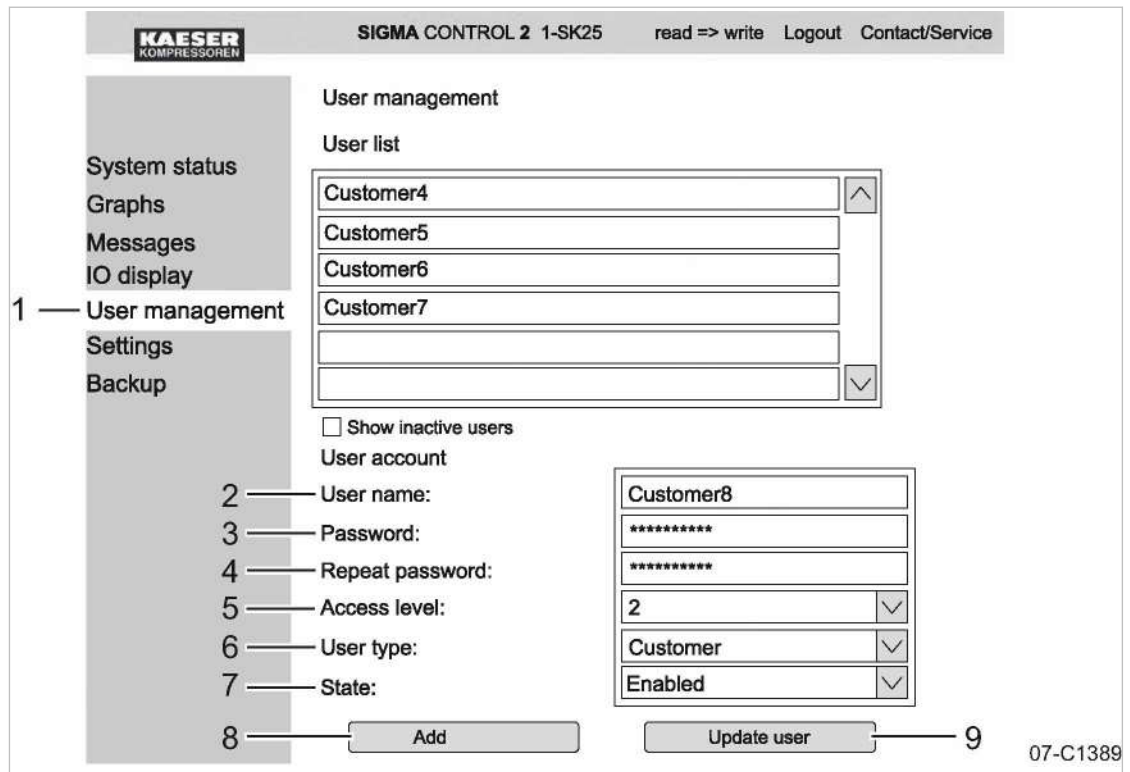 KAESER
KOMPRESSOREN
SIGMA CONTROL 2 1-SK25 read => write Logout Contact/Service
System status
Graphs
Messages
IO display
1 User management
Settings
Backup
User management
User list
Customer4
Customer5
Customer6
Customer7
Show inactive users
User account
2 User name: Customer8
3 Password: **********
4 Repeat password: **********
5 Access level: 2
6 User type: Customer
7 State: Enabled
8 Add Update user 9
07-C1389